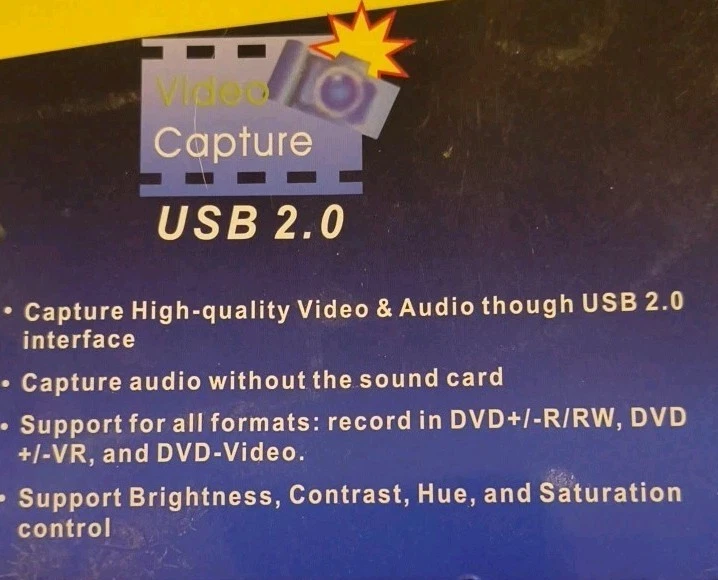 Video
Capture
USB 2.0
• Capture High-quality Video & Audio though USB 2.0
interface
• Capture audio without the sound card
• Support for all formats: record in DVD+/-R/RW, DVD
+/-VR, and DVD-Video.
• Support Brightness, Contrast, Hue, and Saturation
control